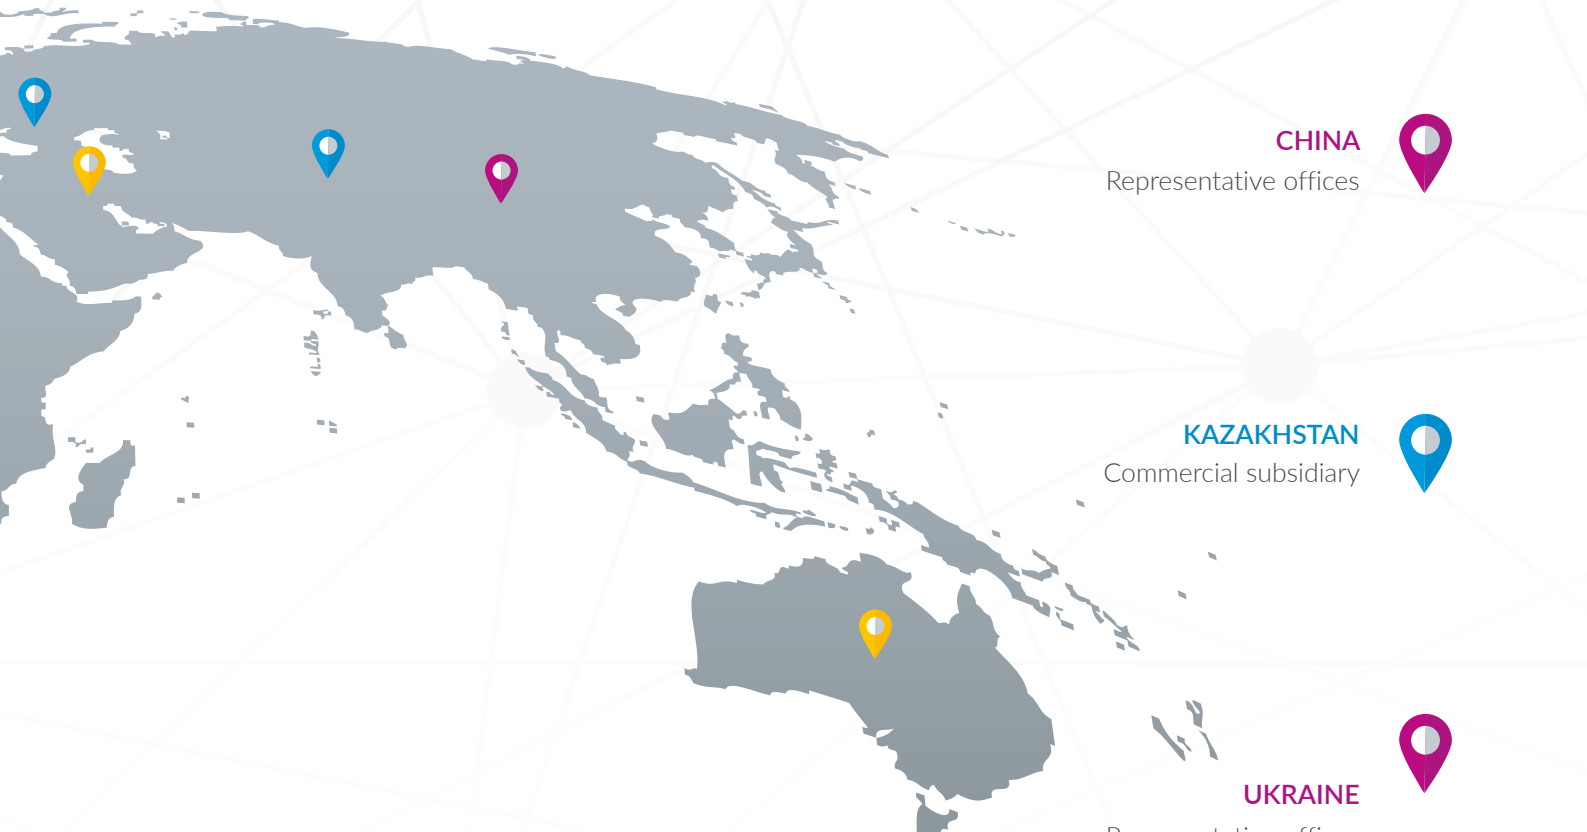 CHINA
Representative offices
KAZAKHSTAN
Commercial subsidiary
UKRAINE